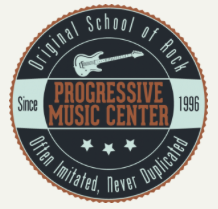 Original School of Rock
Since
PROGRESSIVE
MUSIC CENTER
1996
Often Imitated, Never Duplicated